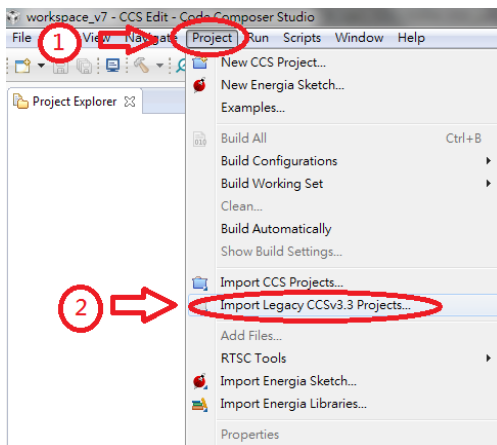 workspace_v7 - CCS Edit - Code Composer Studio
File View Navigate Project Run Scripts Window Help
1
Project Explorer
New CCS Project...
New Energia Sketch...
Examples...
Build All Ctrl+B
Build Configurations
Build Working Set
Clean...
Build Automatically
Show Build Settings...
Import CCS Projects...
2
Import Legacy CCSv3.3 Projects...
Add Files...
RTSC Tools
Import Energia Sketch...
Import Energia Libraries...
Properties